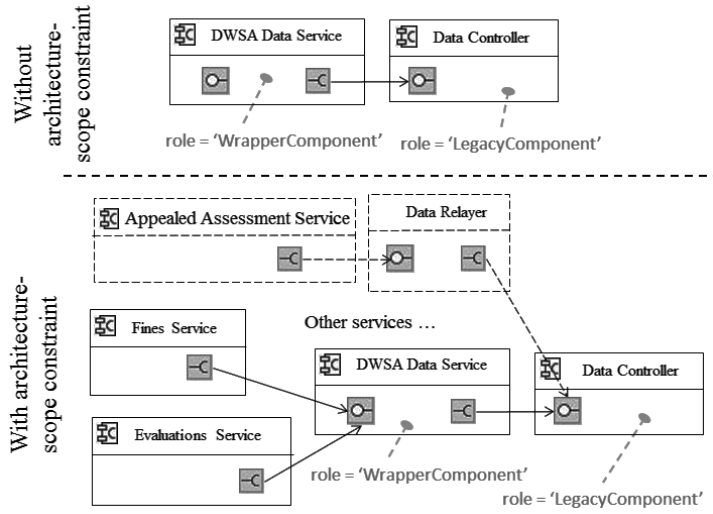 Without
architecture-
scope constraint
DWSA Data Service
Data Controller
role = ‘WrapperComponent’
role = ‘LegacyComponent’
With architecture-
scope constraint
Appealed Assessment Service
Data Relayer
Fines Service
Other services ...
DWSA Data Service
Data Controller
Evaluations Service
role = ‘WrapperComponent’
role = ‘LegacyComponent’